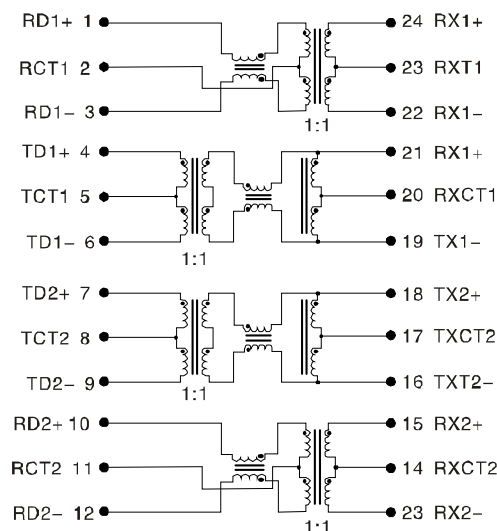 RD1+ 1 24 RX1+
RCT1 2 23 RXT1
RD1- 3 22 RX1-
1:1
TD1+ 4 21 RX1+
TCT1 5 20 RXCT1
TD1- 6 19 TX1-
1:1
TD2+ 7 18 TX2+
TCT2 8 17 TXCT2
TD2- 9 16 TXT2-
1:1
RD2+ 10 15 RX2+
RCT2 11 14 RXCT2
RD2- 12 23 RX2-
1:1